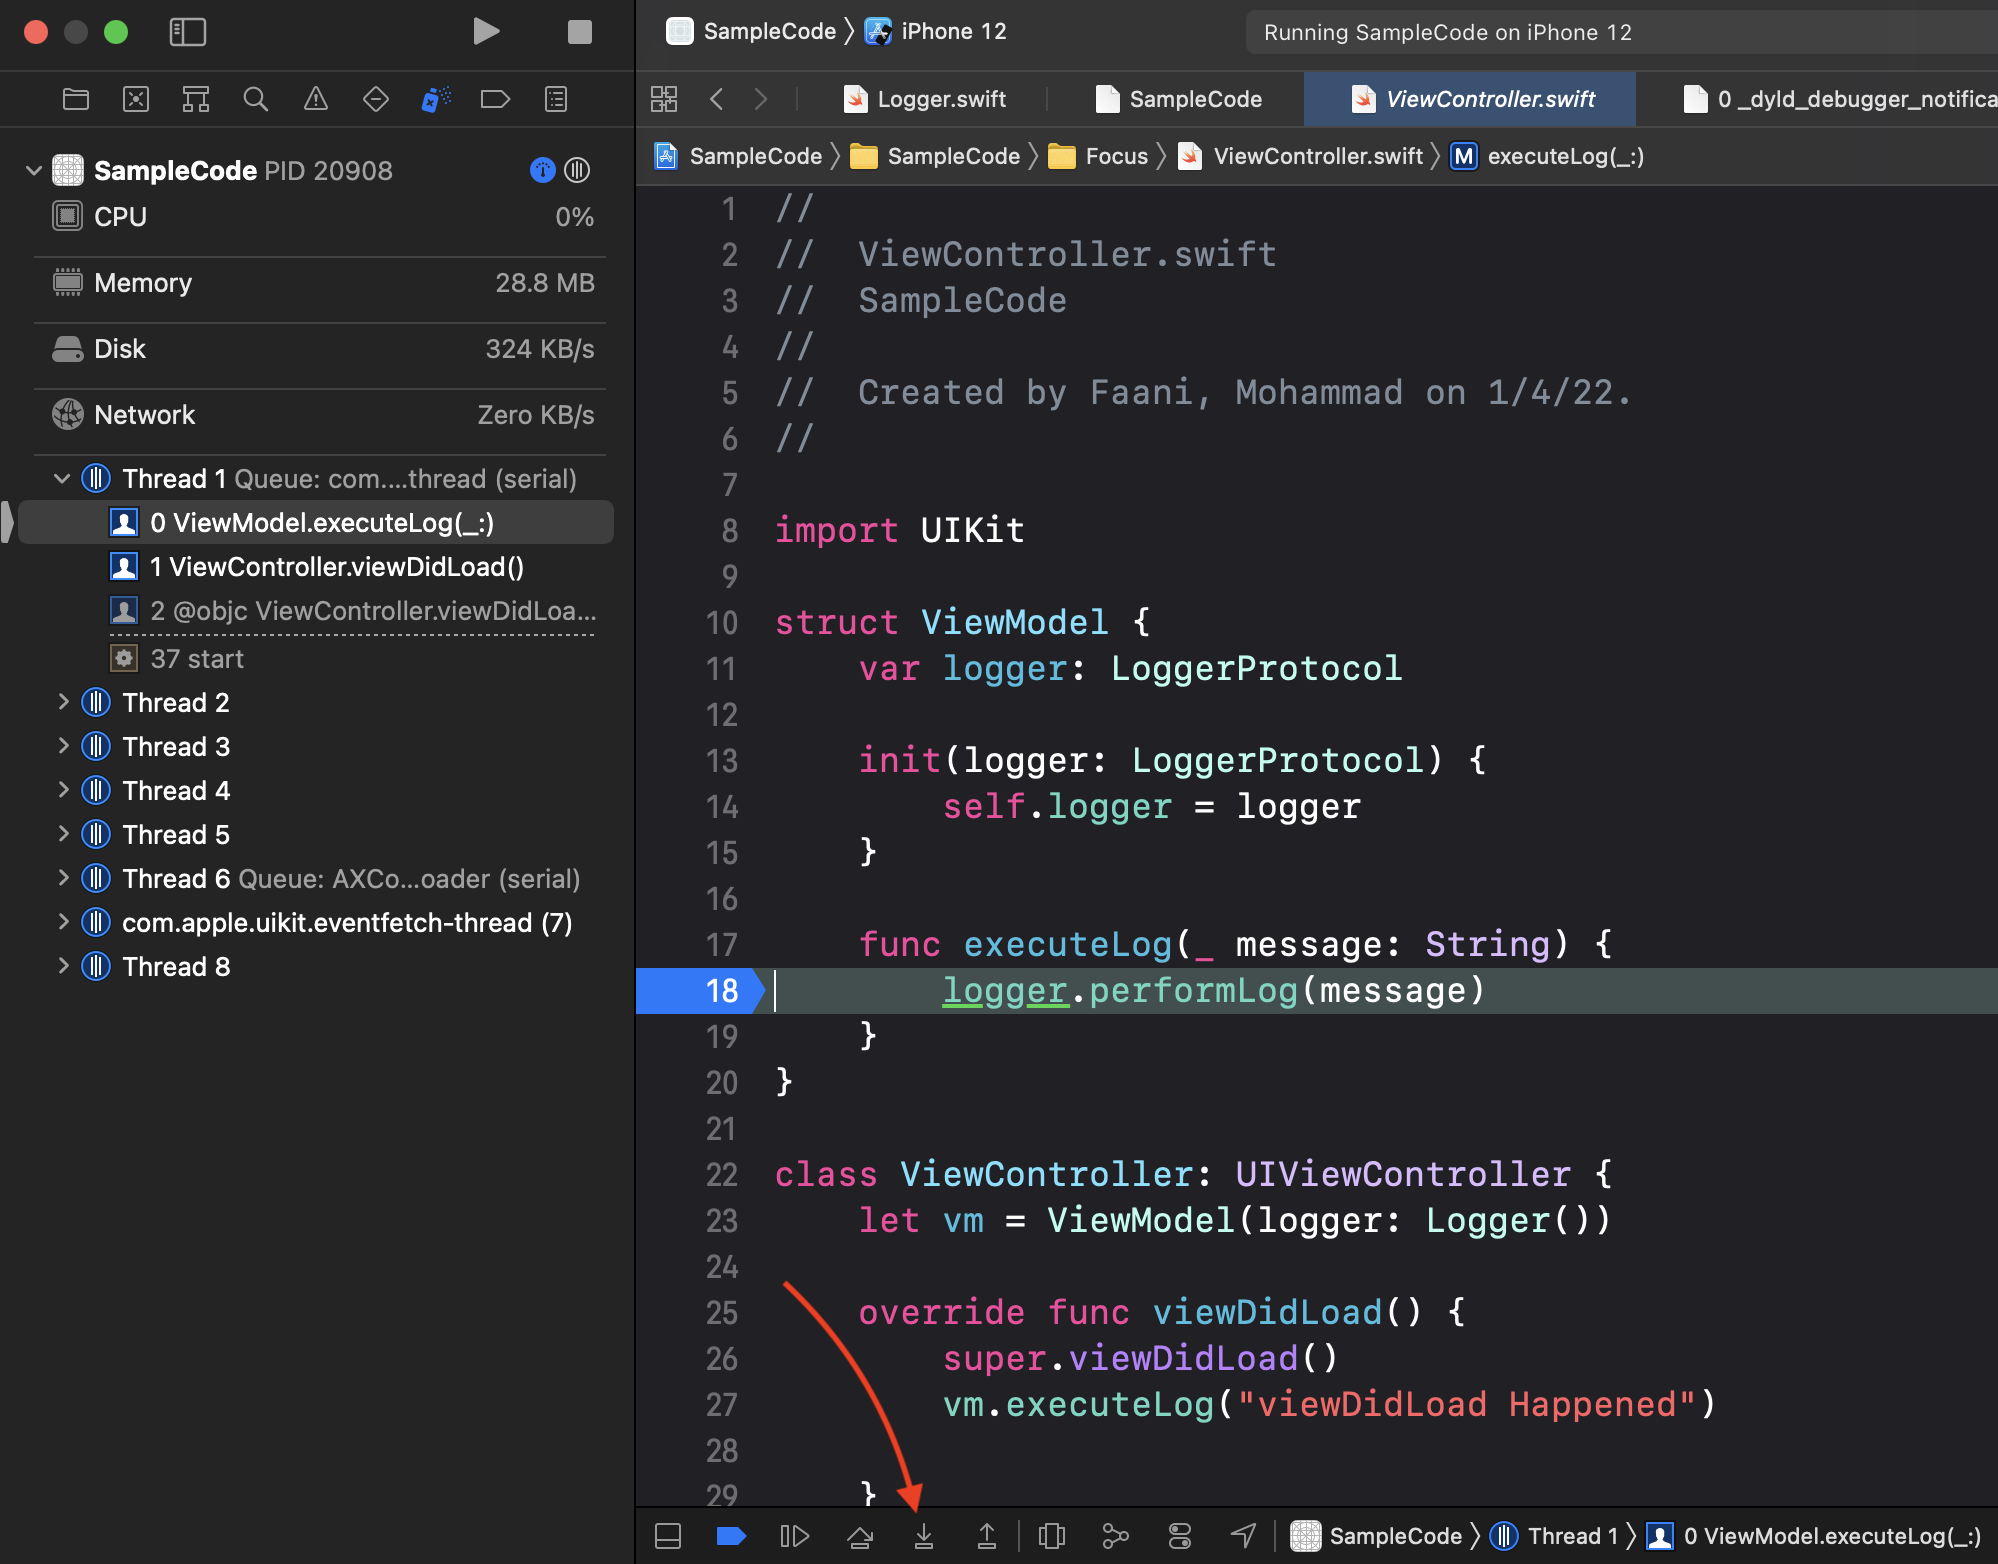 SampleCode 〉 iPhone 12
Running SampleCode on iPhone 12
Logger.swift
SampleCode
ViewController.swift
0 _dyld_debugger_notifica
SampleCode 〉 SampleCode 〉 Focus 〉 ViewController.swift 〉 M executeLog(_:)
SampleCode PID 20908
CPU 0%
Memory 28.8 MB
Disk 324 KB/s
Network Zero KB/s
Thread 1 Queue: com....thread (serial)
0 ViewModel.executeLog(_:)
1 ViewController.viewDidLoad()
2 @objc ViewController.viewDidLoa...
37 start
Thread 2
Thread 3
Thread 4
Thread 5
Thread 6 Queue: AXCo...oader (serial)
com.apple.uikit.eventfetch-thread (7)
Thread 8
1 //
2 //  ViewController.swift
3 //  SampleCode
4 //
5 //  Created by Faani, Mohammad on 1/4/22.
6 //
7
8 import UIKit
9
10 struct ViewModel {
11     var logger: LoggerProtocol
12
13     init(logger: LoggerProtocol) {
14         self.logger = logger
15     }
16
17     func executeLog(_ message: String) {
18         logger.performLog(message)
19     }
20 }
21
22 class ViewController: UIViewController {
23     let vm = ViewModel(logger: Logger())
24
25     override func viewDidLoad() {
26         super.viewDidLoad()
27         vm.executeLog("viewDidLoad Happened")
28
29     }
SampleCode 〉 Thread 1 〉 0 ViewModel.executeLog(_:)